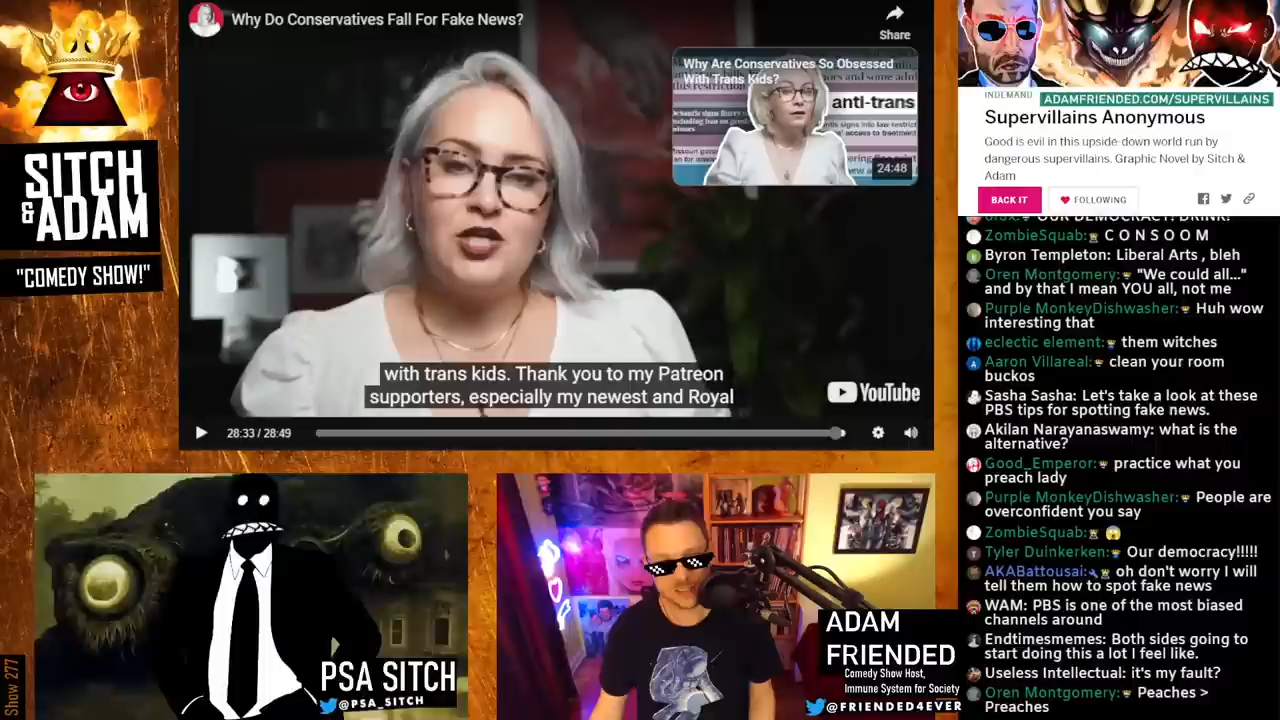 SITCH
& ADAM
"COMEDY SHOW!"
Show 277
Why Do Conservatives Fall For Fake News?
Share
Why Are Conservatives So Obsessed
With Trans Kids?
anti-trans
24:48
with trans kids. Thank you to my Patreon
supporters, especially my newest and Royal
YouTube
28:33 / 28:49
PSA SITCH
@PSA_SITCH
ADAM
FRIENDED
Comedy Show Host,
Immune System for Society
@FRIENDED4EVER
INDEMAND
ADAMFRIENDED.COM/SUPERVILLAINS
Supervillains Anonymous
Good is evil in this upside-down world run by
dangerous supervillains. Graphic Novel by Sitch &
Adam
BACK IT
FOLLOWING
OUR DEMOCRACY! DRINK!
ZombieSquab: C O N S O O M
Byron Templeton: Liberal Arts , bleh
Oren Montgomery: "We could all..."
and by that I mean YOU all, not me
Purple MonkeyDishwasher: Huh wow
interesting that
eclectic element: them witches
Aaron Villareal: clean your room
buckos
Sasha Sasha: Let's take a look at these
PBS tips for spotting fake news.
Akilan Narayanaswamy: what is the
alternative?
Good_Emperor: practice what you
preach lady
Purple MonkeyDishwasher: People are
overconfident you say
ZombieSquab: 😱
Tyler Duinkerken: Our democracy!!!!!
AKABattousai: oh don't worry I will
tell them how to spot fake news
WAM: PBS is one of the most biased
channels around
Endtimesmemes: Both sides going to
start doing this a lot I feel like.
Useless Intellectual: it's my fault?
Oren Montgomery: Peaches >
Preaches